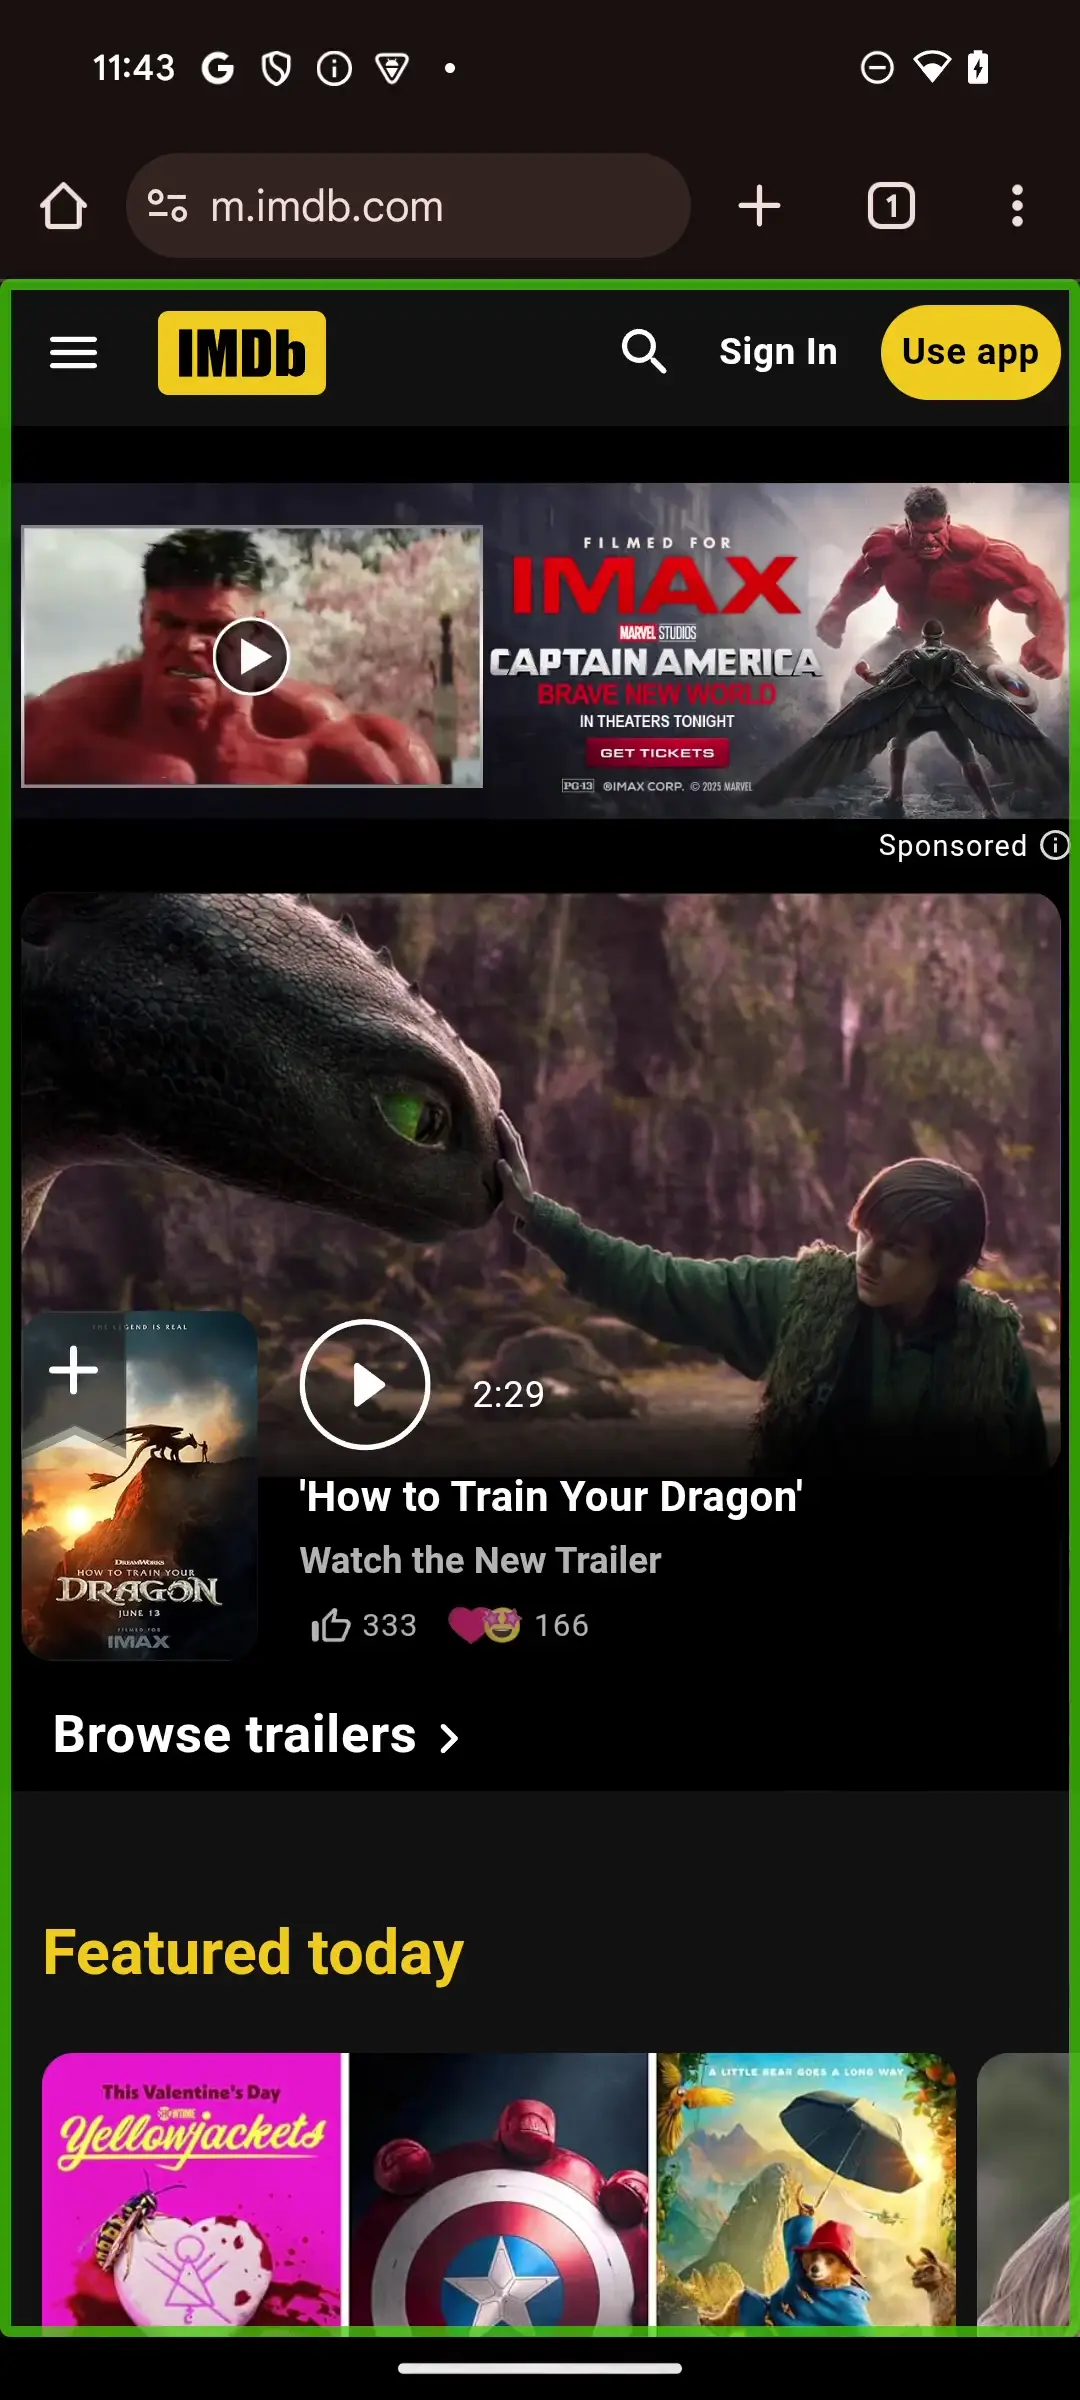 11:43
m.imdb.com
1
IMDb
Sign In
Use app
FILMED FOR
IMAX
MARVEL STUDIOS
CAPTAIN AMERICA
BRAVE NEW WORLD
IN THEATERS TONIGHT
GET TICKETS
PG-13 ®IMAX CORP. © 2025 MARVEL
Sponsored
THE LEGEND IS REAL
DREAMWORKS
HOW TO TRAIN YOUR
DRAGON
JUNE 13
FILMED FOR
IMAX
2:29
'How to Train Your Dragon'
Watch the New Trailer
333
166
Browse trailers
Featured today
This Valentine's Day
SHOWTIME
Yellowjackets
A LITTLE BEAR GOES A LONG WAY